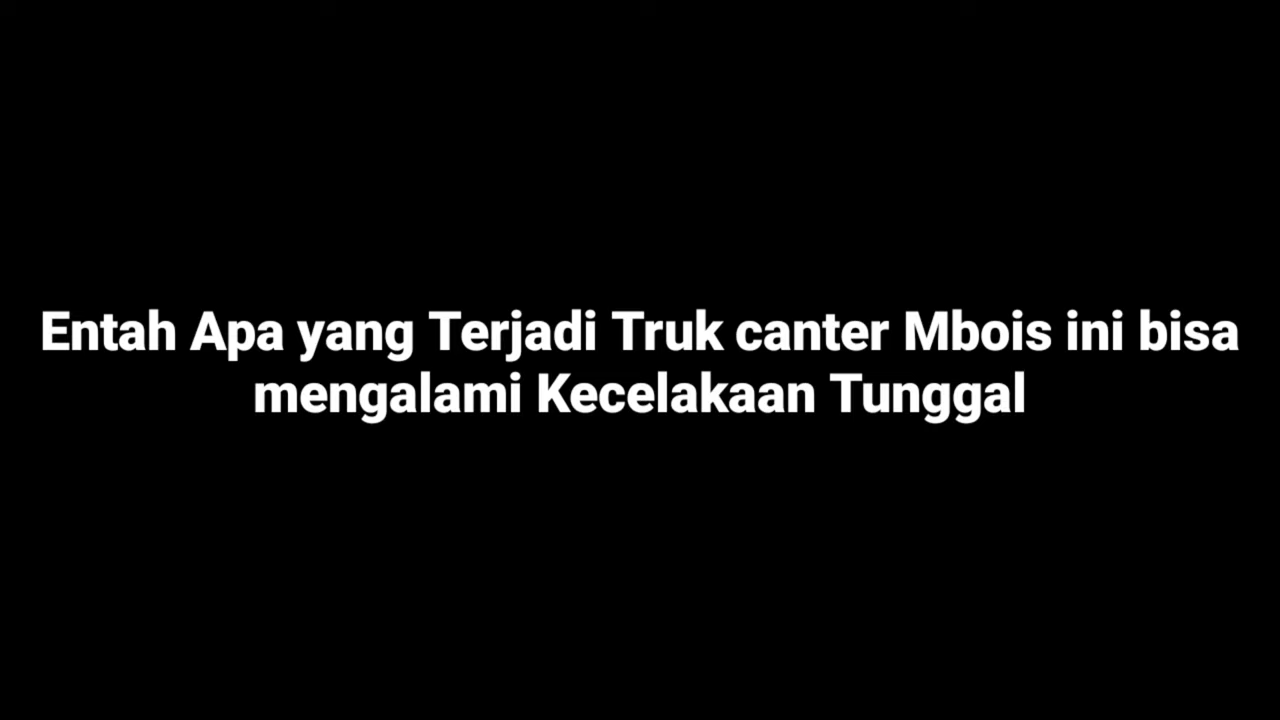 Entah Apa yang Terjadi Truk canter Mbois ini bisa
mengalami Kecelakaan Tunggal